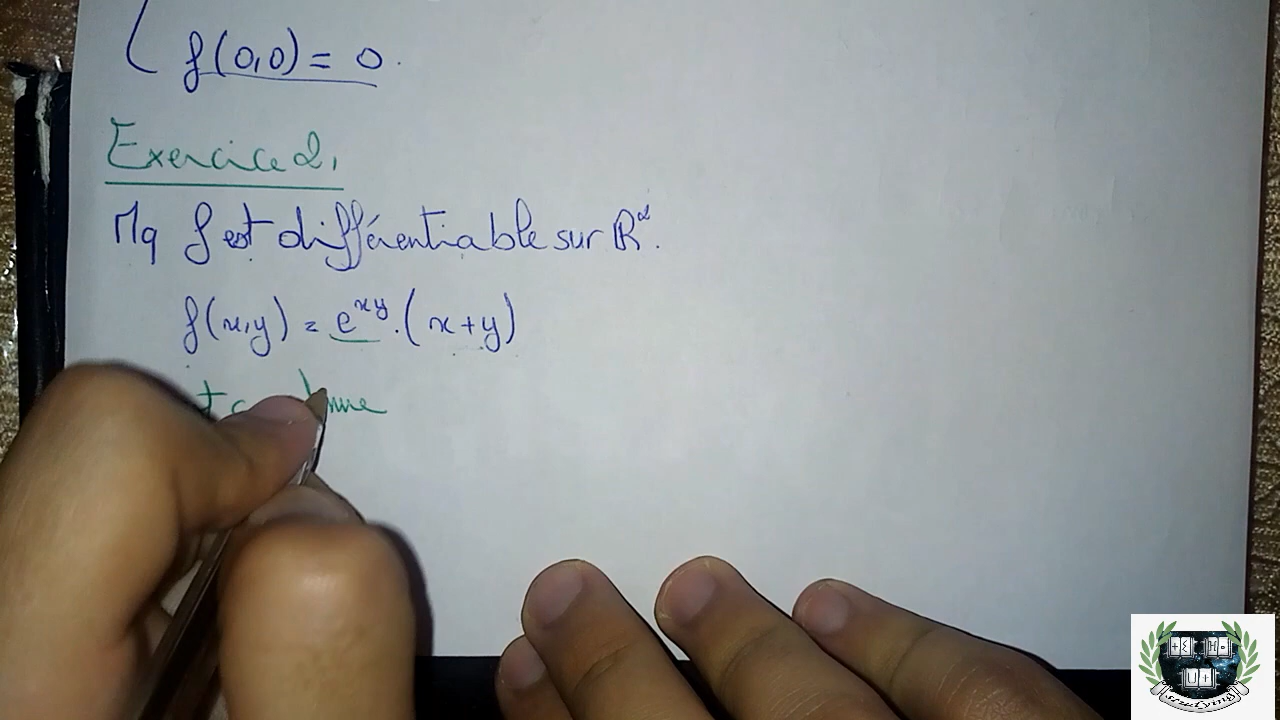 f(0,0) = 0.
Exercice 2,
Mq f est différentiable sur ℝ².
f(x,y) = e^{xy}.(x+y)